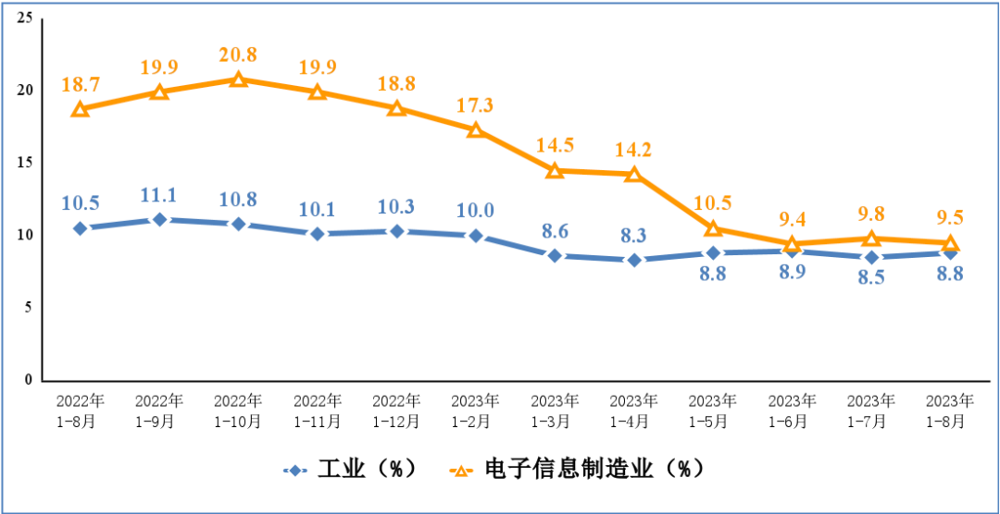 25
20
15
10
5
0
18.7 19.9 20.8 19.9 18.8 17.3 14.5 14.2 10.5 9.4 9.8 9.5
10.5 11.1 10.8 10.1 10.3 10.0 8.6 8.3 8.8 8.9 8.5 8.8
2022年 2022年 2022年 2022年 2022年 2023年 2023年 2023年 2023年 2023年 2023年 2023年
1-8月 1-9月 1-10月 1-11月 1-12月 1-2月 1-3月 1-4月 1-5月 1-6月 1-7月 1-8月
工业（%） 电子信息制造业（%）